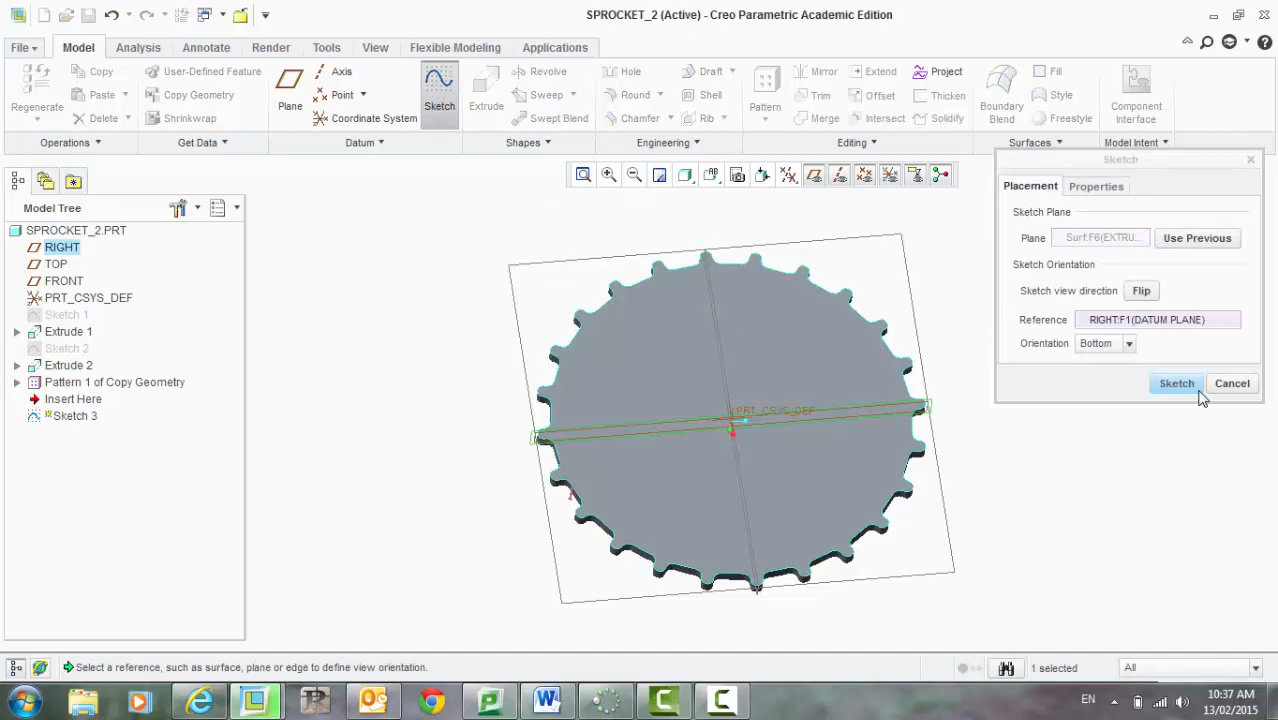 SPROCKET_2 (Active) - Creo Parametric Academic Edition
File Model Analysis Annotate Render Tools View Flexible Modeling Applications
Regenerate
Copy
Paste
Delete
User-Defined Feature
Copy Geometry
Shrinkwrap
Plane
Axis
Point
Coordinate System
Sketch
Extrude
Revolve
Sweep
Swept Blend
Hole
Round
Chamfer
Draft
Shell
Rib
Pattern
Mirror
Trim
Merge
Extend
Offset
Intersect
Project
Thicken
Solidify
Boundary
Blend
Fill
Style
Freestyle
Component
Interface
Operations Get Data Datum Shapes Engineering Editing Surfaces Model Intent
Model Tree
SPROCKET_2.PRT
RIGHT
TOP
FRONT
PRT_CSYS_DEF
Sketch 1
Extrude 1
Sketch 2
Extrude 2
Pattern 1 of Copy Geometry
Insert Here
Sketch 3
PRT_CSYS_DEF
Sketch
Placement Properties
Sketch Plane
Plane Surf:F6(EXTRU... Use Previous
Sketch Orientation
Sketch view direction Flip
Reference RIGHT:F1(DATUM PLANE)
Orientation Bottom
Sketch Cancel
Select a reference, such as surface, plane or edge to define view orientation.
1 selected
All
EN
10:37 AM
13/02/2015